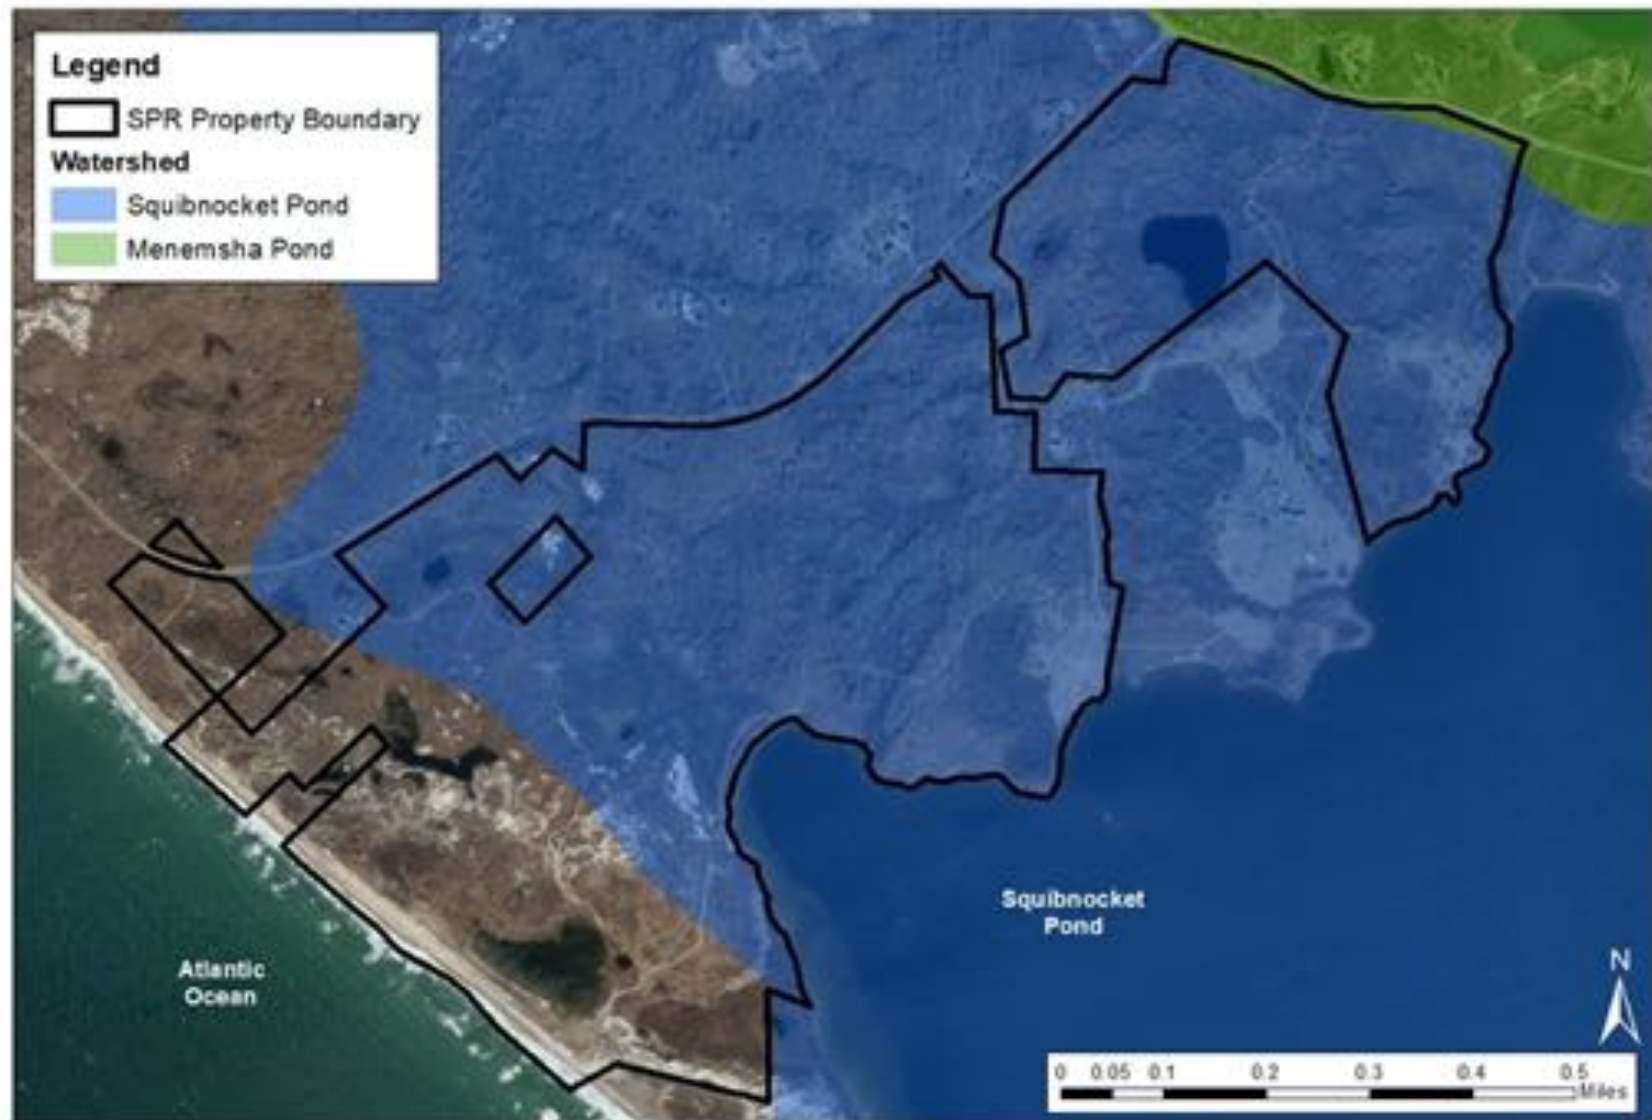 Legend
SPR Property Boundary
Watershed
Squibnocket Pond
Menemsha Pond
Squibnocket
Pond
Atlantic
Ocean
N
0 0.05 0.1 0.2 0.3 0.4 0.5
Miles